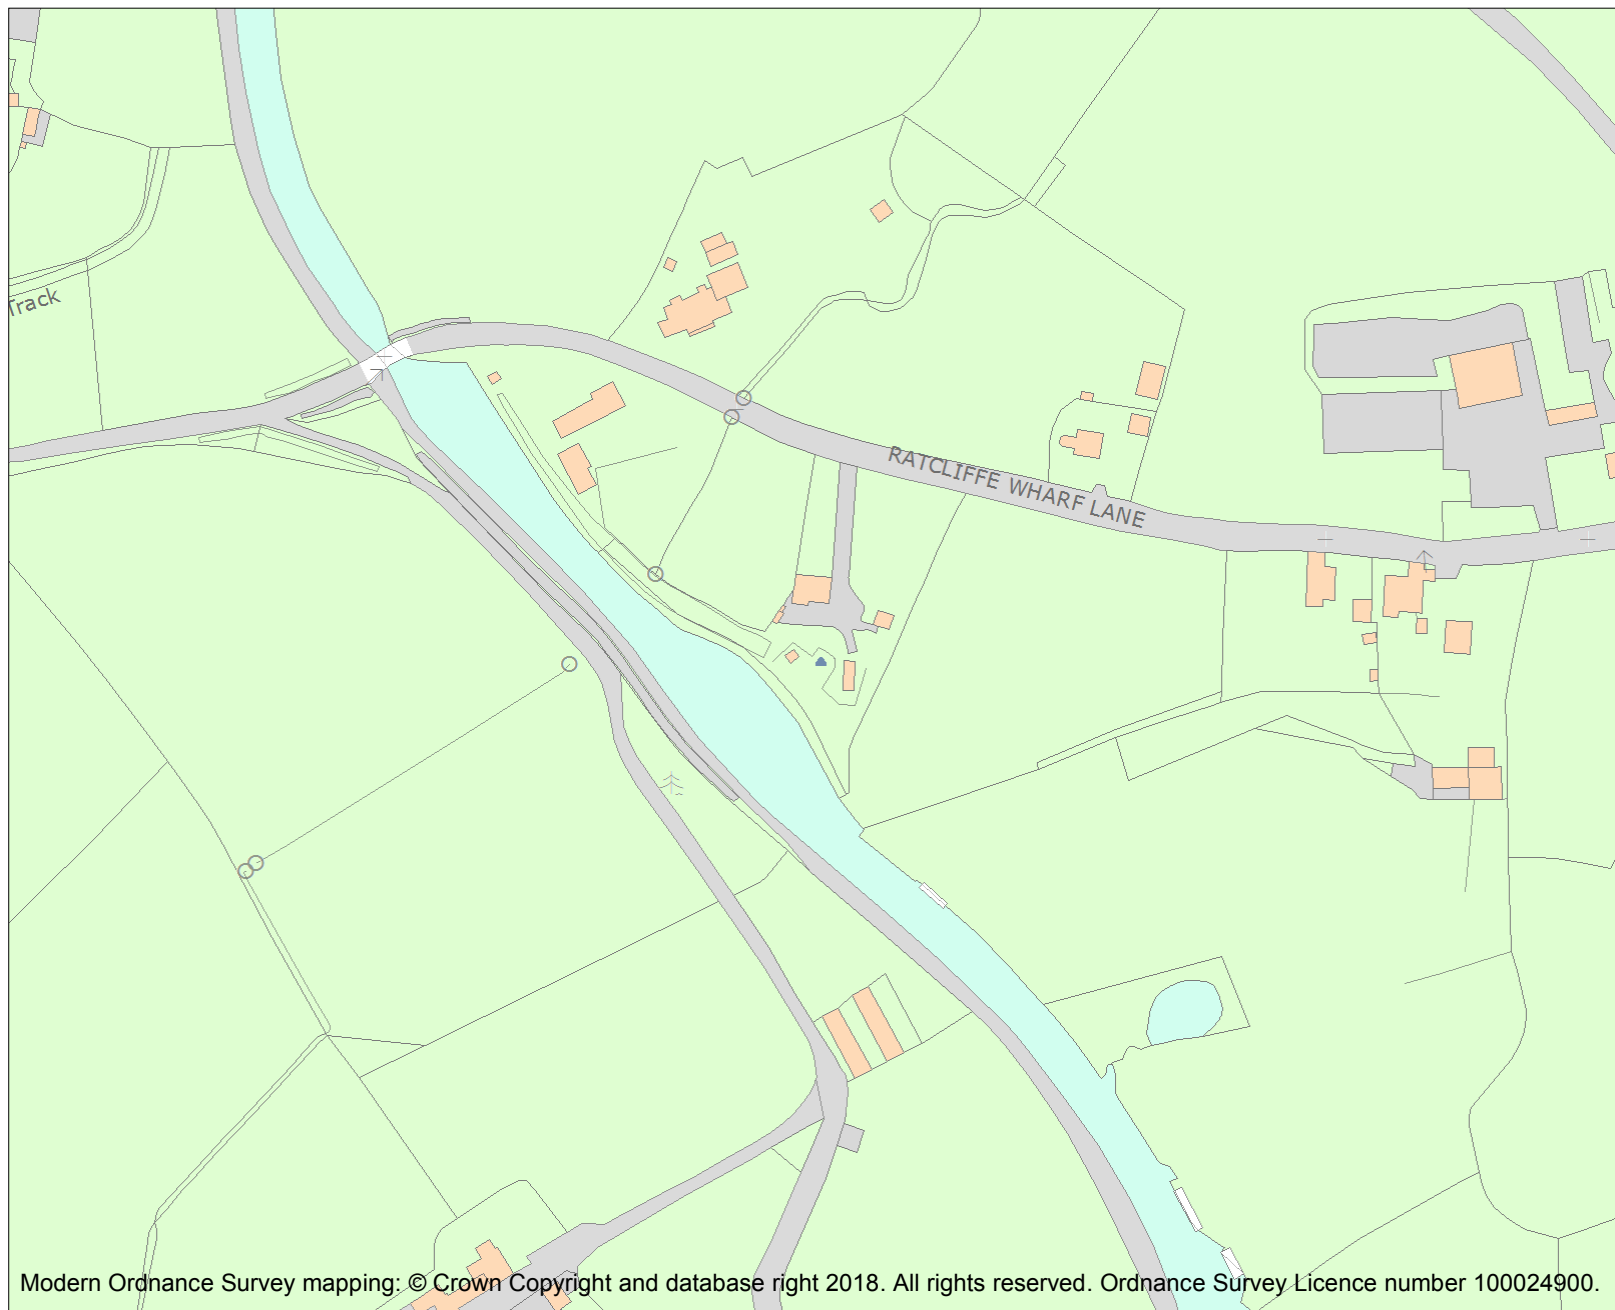 Track
RATCLIFFE WHARF LANE
Modern Ordnance Survey mapping: © Crown Copyright and database right 2018. All rights reserved. Ordnance Survey Licence number 100024900.